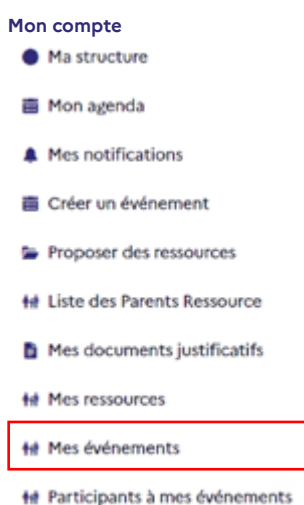 Mon compte
Ma structure
Mon agenda
Mes notifications
Créer un événement
Proposer des ressources
Liste des Parents Ressource
Mes documents justificatifs
Mes ressources
Mes événements
Participants à mes événements